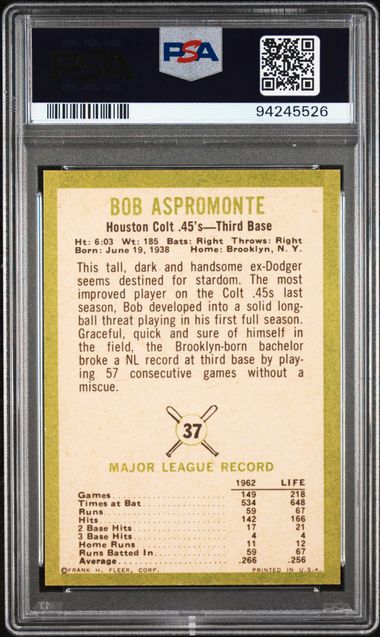 PSA
94245526
BOB ASPROMONTE
Houston Colt .45's—Third Base
Ht: 6:03 Wt: 185 Bats: Right Throws: Right
Born: June 19, 1938 Home: Brooklyn, N. Y.
This tall, dark and handsome ex-Dodger
seems destined for stardom. The most
improved player on the Colt .45s last
season, Bob developed into a solid long-
ball threat playing in his first full season.
Graceful, quick and sure of himself in
the field, the Brooklyn-born bachelor
broke a NL record at third base by play-
ing 57 consecutive games without a
miscue.
37
MAJOR LEAGUE RECORD
1962 LIFE
Games 149 218
Times at Bat 534 648
Runs 59 67
Hits 142 166
2 Base Hits 17 21
3 Base Hits 4 4
Home Runs 11 12
Runs Batted In 59 67
Average .266 .256
©FRANK H. FLEER, CORP. PRINTED IN U.S.A.